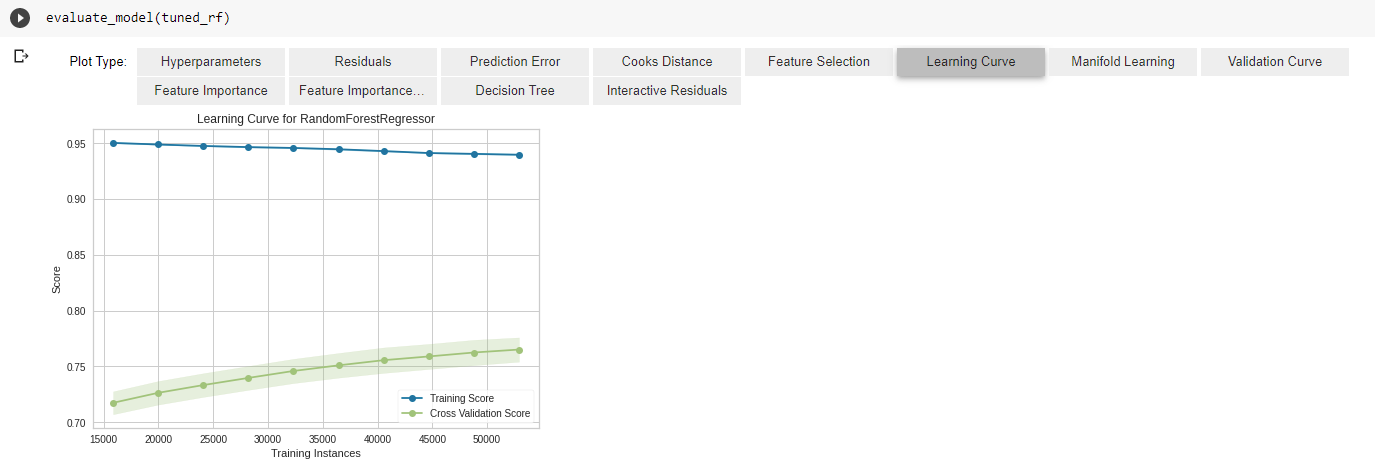 evaluate_model(tuned_rf)
Plot Type: Hyperparameters Residuals Prediction Error Cooks Distance Feature Selection Learning Curve Manifold Learning Validation Curve
Feature Importance Feature Importance... Decision Tree Interactive Residuals
Learning Curve for RandomForestRegressor
0.95
0.90
0.85
Score
0.80
0.75
0.70
Training Score
Cross Validation Score
15000 20000 25000 30000 35000 40000 45000 50000
Training Instances